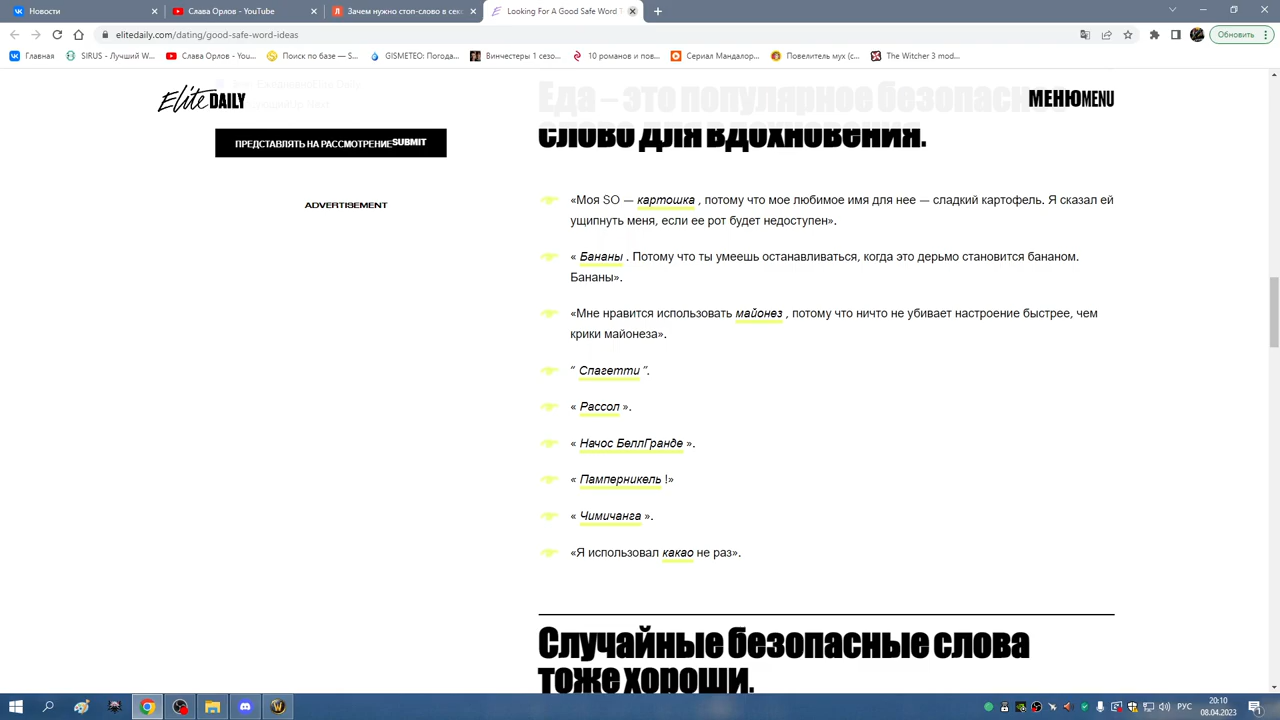 Новости
Слава Орлов - YouTube
Зачем нужно стоп-слово в сек
Looking For A Good Safe Word T
elitedaily.com/dating/good-safe-word-ideas
Обновить
Главная
SIRUS - Лучший W...
Слава Орлов - You...
Поиск по базе — S...
GISMETEO: Погода...
Винчестеры 1 сезо...
10 романов и пов...
Сериал Мандалор...
Повелитель мух (с...
The Witcher 3 mod...
Elite DAILY
МЕНЮMENU
Еда – это популярное безопасн
слово для вдохновения.
ПРЕДСТАВЛЯТЬ НА РАССМОТРЕНИЕSUBMIT
ADVERTISEMENT
«Моя SO — картошка , потому что мое любимое имя для нее — сладкий картофель. Я сказал ей
ущипнуть меня, если ее рот будет недоступен».
« Бананы . Потому что ты умеешь останавливаться, когда это дерьмо становится бананом.
Бананы».
«Мне нравится использовать майонез , потому что ничто не убивает настроение быстрее, чем
крики майонеза».
“ Спагетти ”.
« Рассол ».
« Начос БеллГранде ».
« Памперникель !»
« Чимичанга ».
«Я использовал какао не раз».
Случайные безопасные слова
тоже хороши.
РУС
20:10
08.04.2023